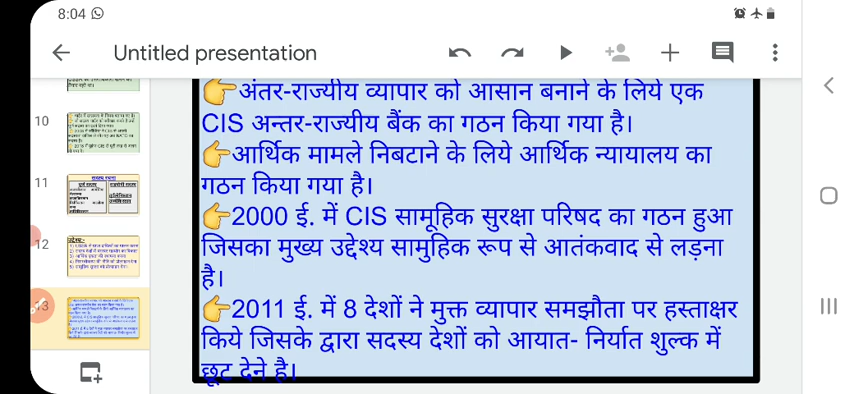 8:04
Untitled presentation
👉अंतर-राज्यीय व्यापार को आसान बनाने के लिये एक
CIS अन्तर-राज्यीय बैंक का गठन किया गया है।
👉आर्थिक मामले निबटाने के लिये आर्थिक न्यायालय का
गठन किया गया है।
👉2000 ई. में CIS सामूहिक सुरक्षा परिषद का गठन हुआ
जिसका मुख्य उद्देश्य सामुहिक रूप से आतंकवाद से लड़ना
है।
👉2011 ई. में 8 देशों ने मुक्त व्यापार समझौता पर हस्ताक्षर
किये जिसके द्वारा सदस्य देशों को आयात- निर्यात शुल्क में
छूट देने है।
10
11
12
13